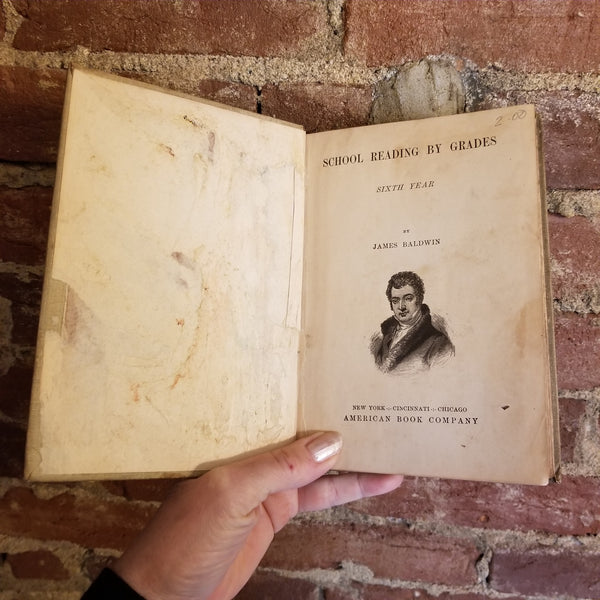 2.00
SCHOOL READING BY GRADES
SIXTH YEAR
BY
JAMES BALDWIN
NEW YORK ·:· CINCINNATI ·:· CHICAGO
AMERICAN BOOK COMPANY